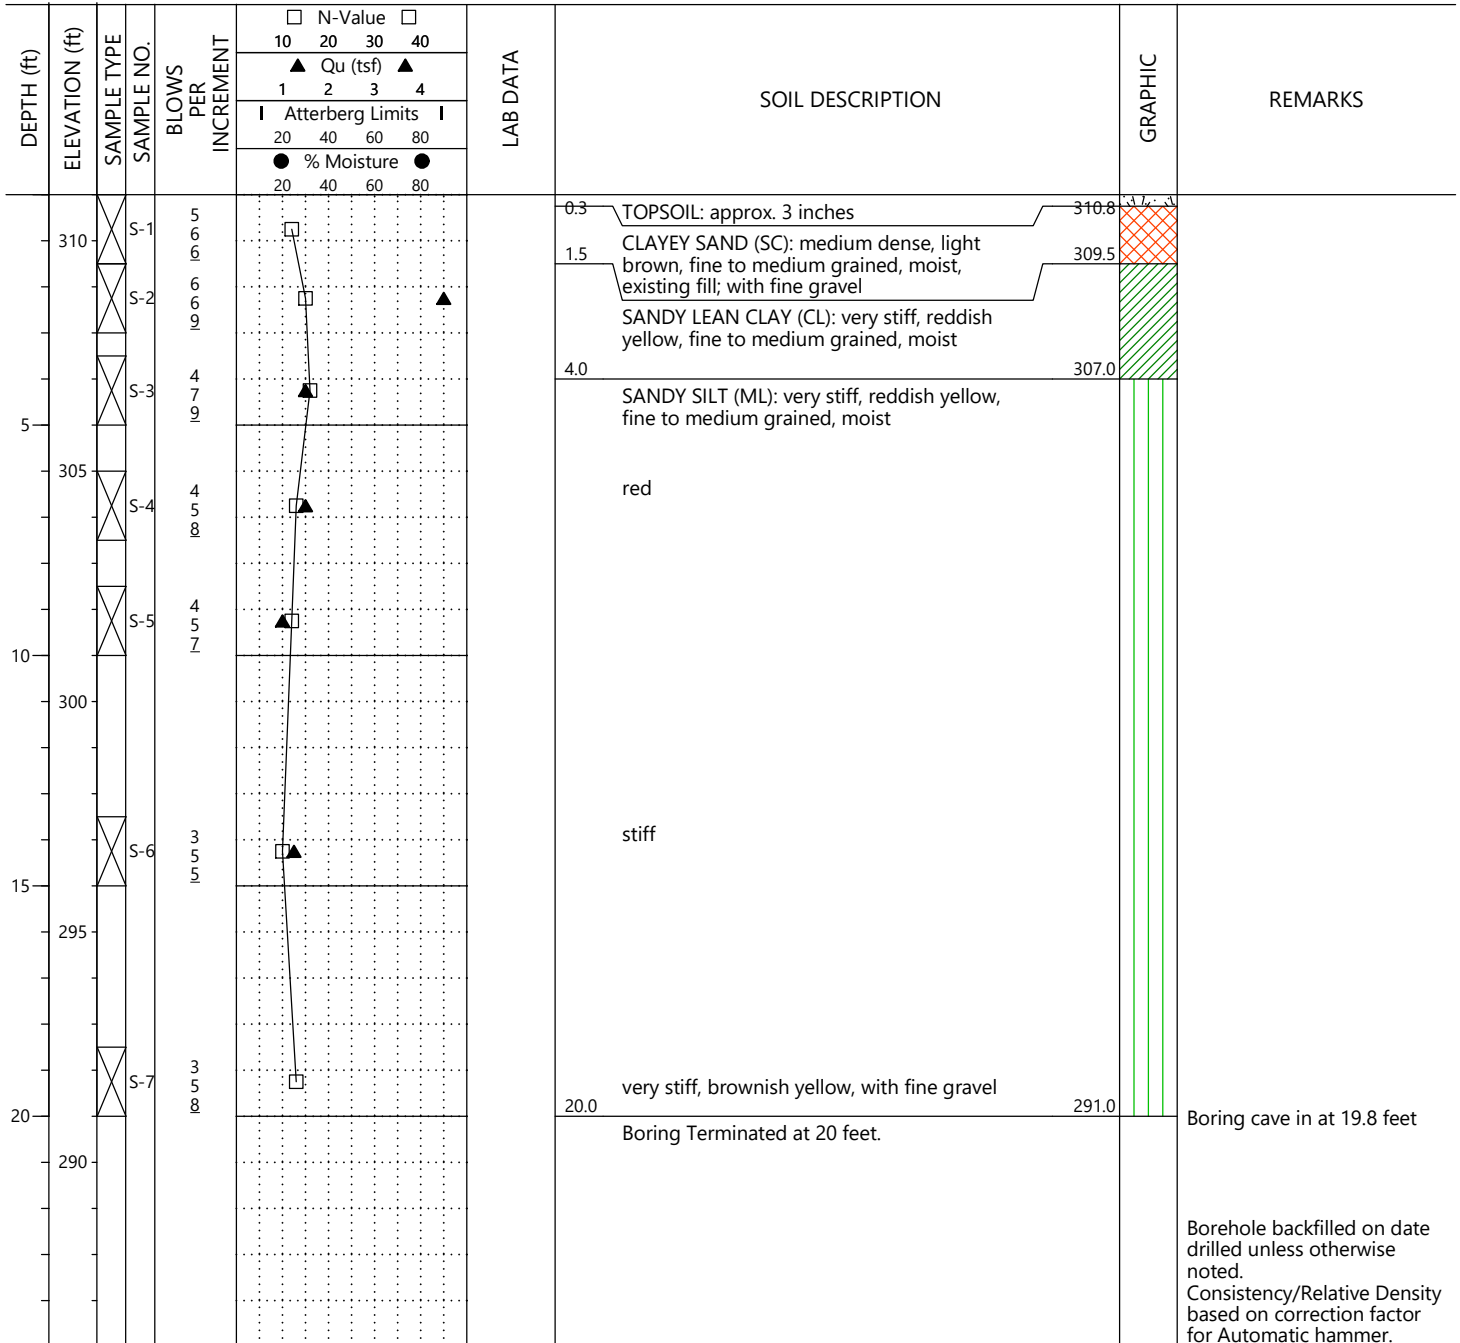 DEPTH (ft)
ELEVATION (ft)
SAMPLE TYPE
SAMPLE NO.
BLOWS
PER
INCREMENT
N-Value
10 20 30 40
Qu (tsf)
1 2 3 4
Atterberg Limits
20 40 60 80
% Moisture
20 40 60 80
LAB DATA
SOIL DESCRIPTION
GRAPHIC
REMARKS
0.3 TOPSOIL: approx. 3 inches 310.8
S-1
5
6
6
310
1.5 CLAYEY SAND (SC): medium dense, light 309.5
brown, fine to medium grained, moist,
existing fill; with fine gravel
S-2
6
6
9
SANDY LEAN CLAY (CL): very stiff, reddish
yellow, fine to medium grained, moist
4.0 307.0
S-3
4
7
9
SANDY SILT (ML): very stiff, reddish yellow,
fine to medium grained, moist
5
305
S-4
4
5
8
red
S-5
4
5
7
10
300
S-6
3
5
5
stiff
15
295
S-7
3
5
8
very stiff, brownish yellow, with fine gravel
20.0 291.0
20
Boring Terminated at 20 feet.
Boring cave in at 19.8 feet
290
Borehole backfilled on date
drilled unless otherwise
noted.
Consistency/Relative Density
based on correction factor
for Automatic hammer.